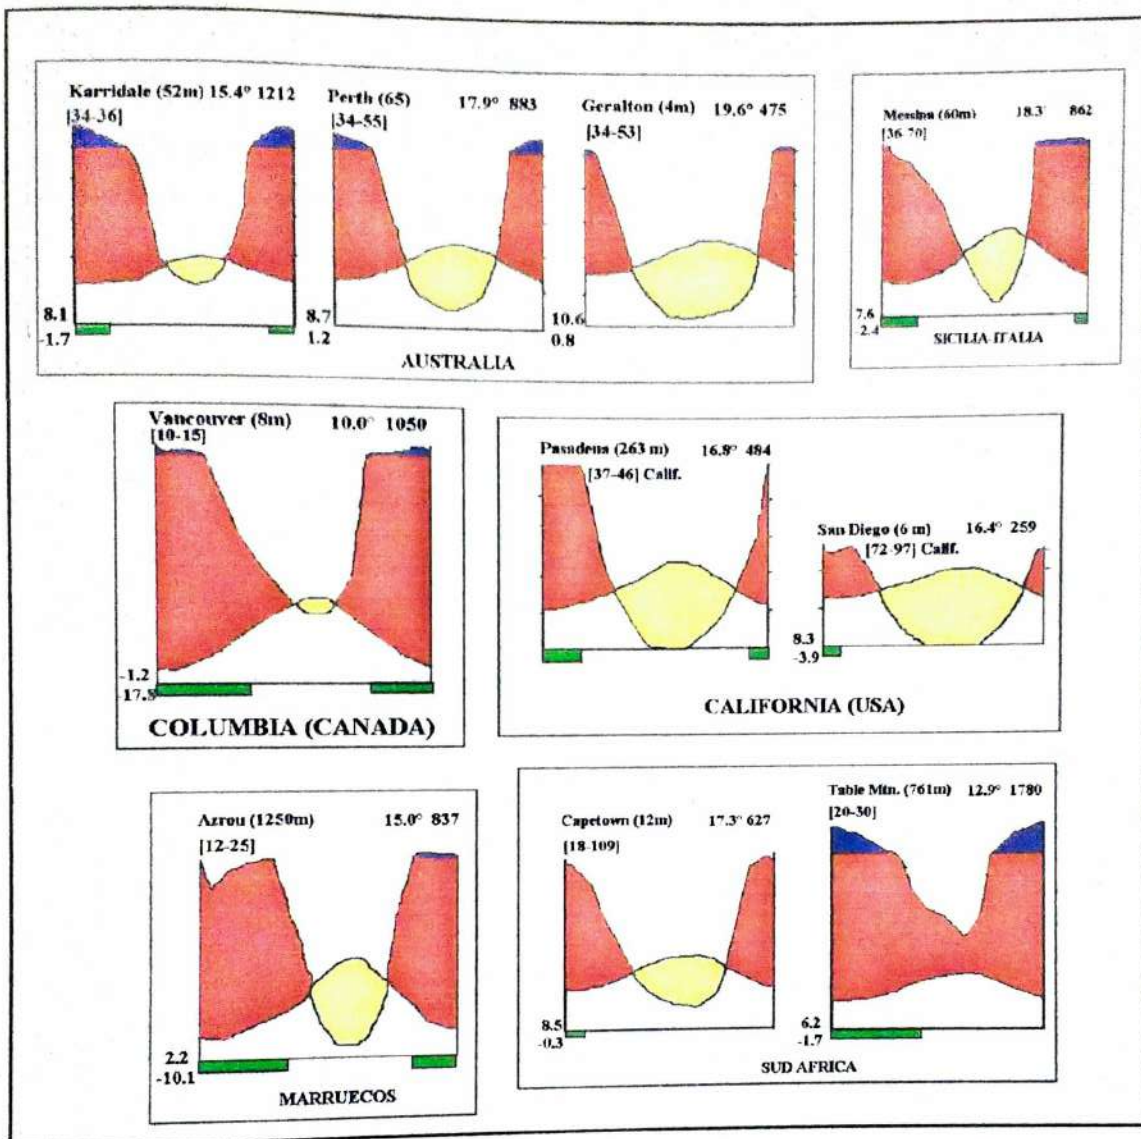 Karridale (52m) 15.4° 1212
[34-36]
8.1
-1.7
Perth (65) 17.9° 883
[34-55]
8.7
1.2
Geralton (4m) 19.6° 475
[34-53]
10.6
0.8
AUSTRALIA
Messina (60m) 18.3 862
[36-70]
7.6
-2.4
SICILIA-ITALIA
Vancouver (8m) 10.0° 1050
[10-15]
-1.2
-17.8
COLUMBIA (CANADA)
Pasadena (263 m) 16.8° 484
[37-46] Calif.
San Diego (6 m) 16.4° 259
[72-97] Calif.
8.3
-3.9
CALIFORNIA (USA)
Azrou (1250m) 15.0° 837
[12-25]
2.2
-10.1
MARRUECOS
Capetown (12m) 17.3° 627
[18-109]
8.5
-0.3
Table Mtn. (761m) 12.9° 1780
[20-30]
6.2
-1.7
SUD AFRICA